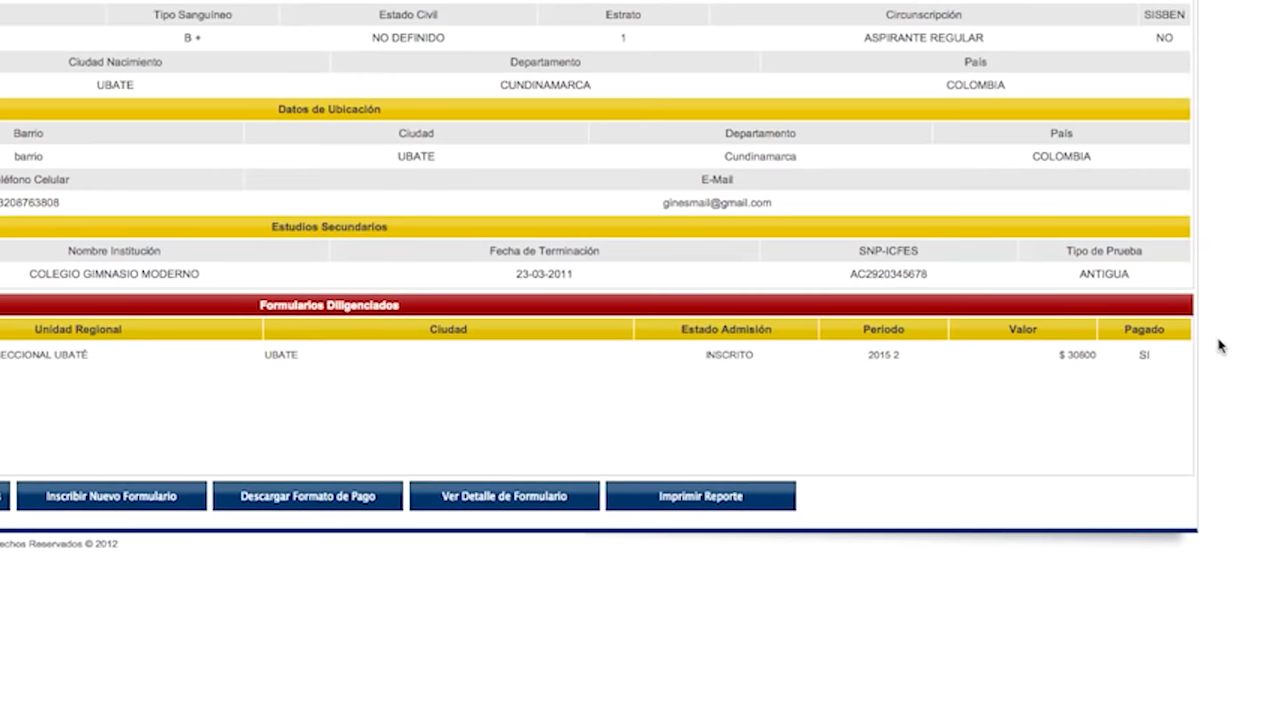 Tipo Sanguíneo Estado Civil Estrato Circunscripción SISBEN
B + NO DEFINIDO 1 ASPIRANTE REGULAR NO
Ciudad Nacimiento Departamento País
UBATE CUNDINAMARCA COLOMBIA
Datos de Ubicación
Barrio Ciudad Departamento País
barrio UBATE Cundinamarca COLOMBIA
léfono Celular E-Mail
3208763808 ginesmail@gmail.com
Estudios Secundarios
Nombre Institución Fecha de Terminación SNP-ICFES Tipo de Prueba
COLEGIO GIMNASIO MODERNO 23-03-2011 AC2920345678 ANTIGUA
Formularios Diligenciados
Unidad Regional Ciudad Estado Admisión Periodo Valor Pagado
ECCIONAL UBATÉ UBATE INSCRITO 2015 2 $ 30800 SI
s Inscribir Nuevo Formulario Descargar Formato de Pago Ver Detalle de Formulario Imprimir Reporte
echos Reservados © 2012